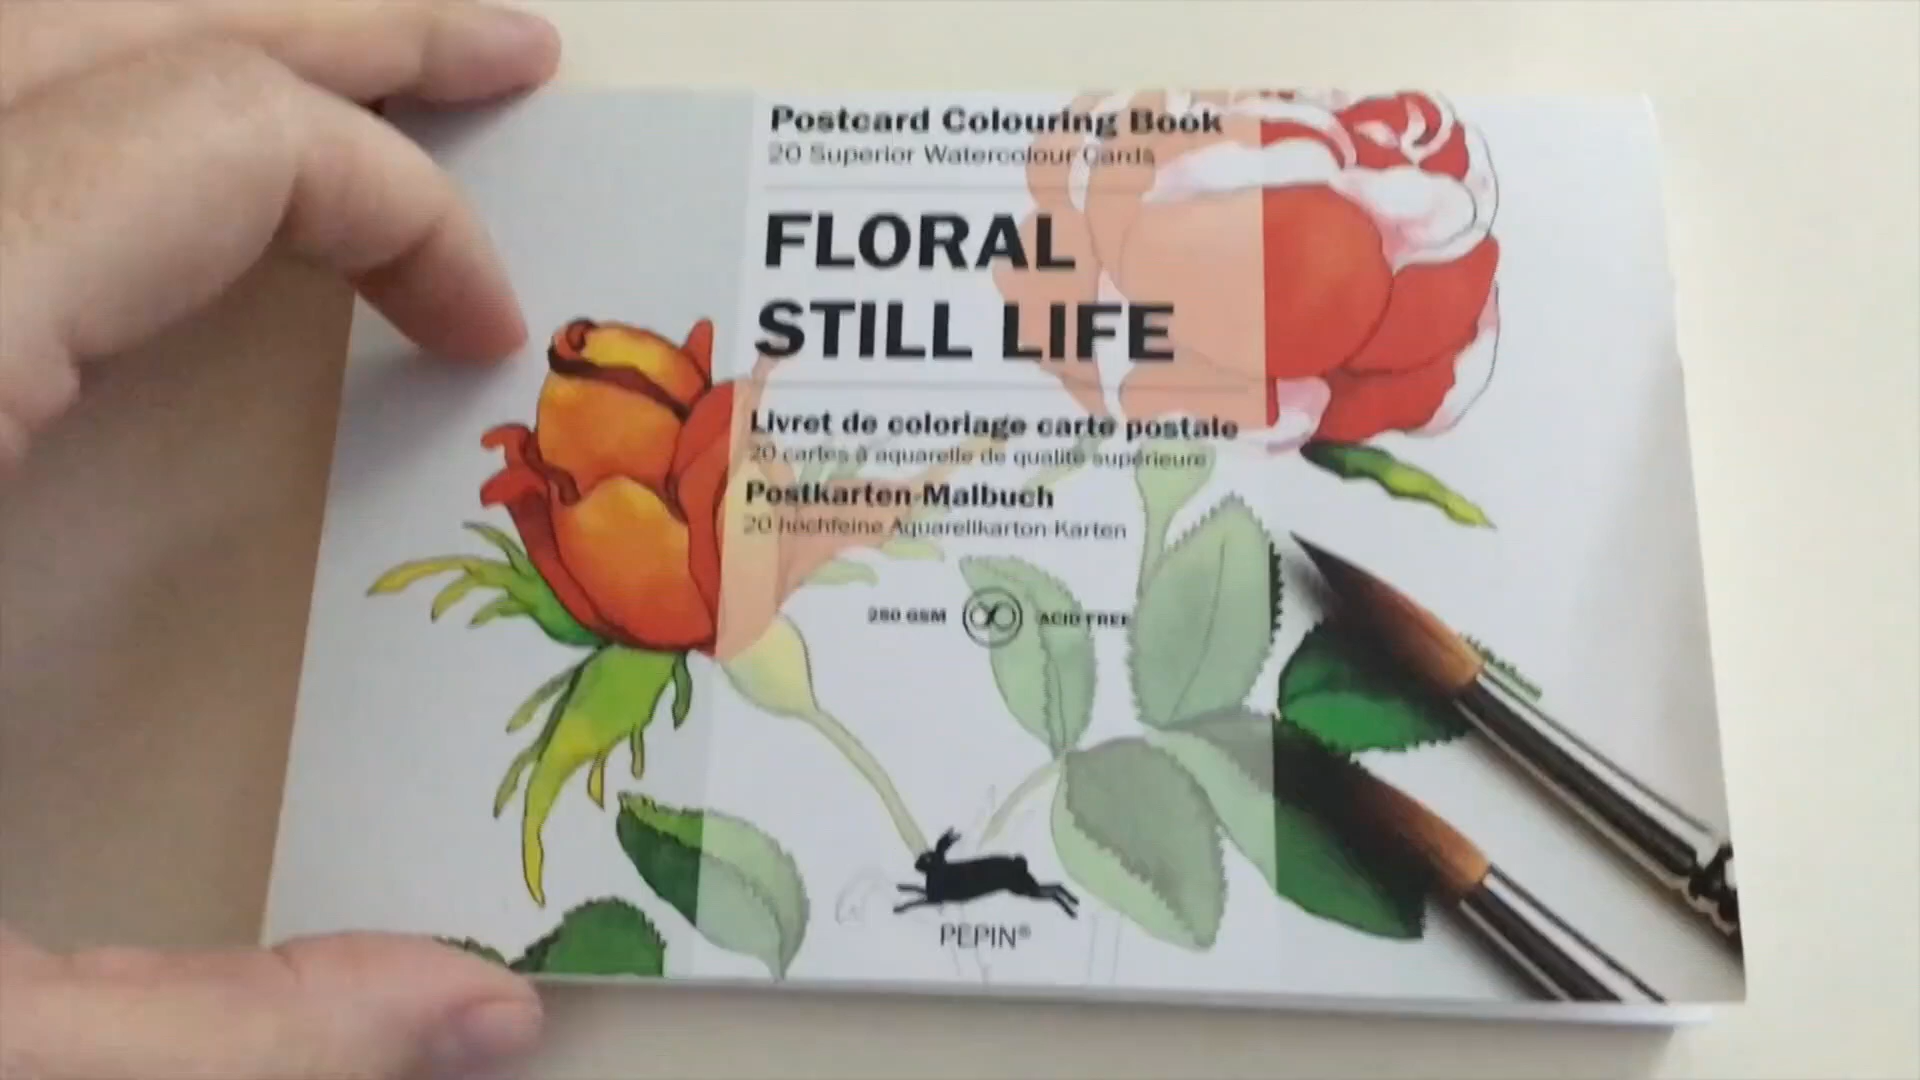 Postcard Colouring Book
20 Superior Watercolour Cards
FLORAL
STILL LIFE
Livret de coloriage carte postale
20 cartes à aquarelle de qualité supérieure
Postkarten-Malbuch
20 hochfeine Aquarellkarton-Karten
250 GSM ACID FREE
PEPIN®